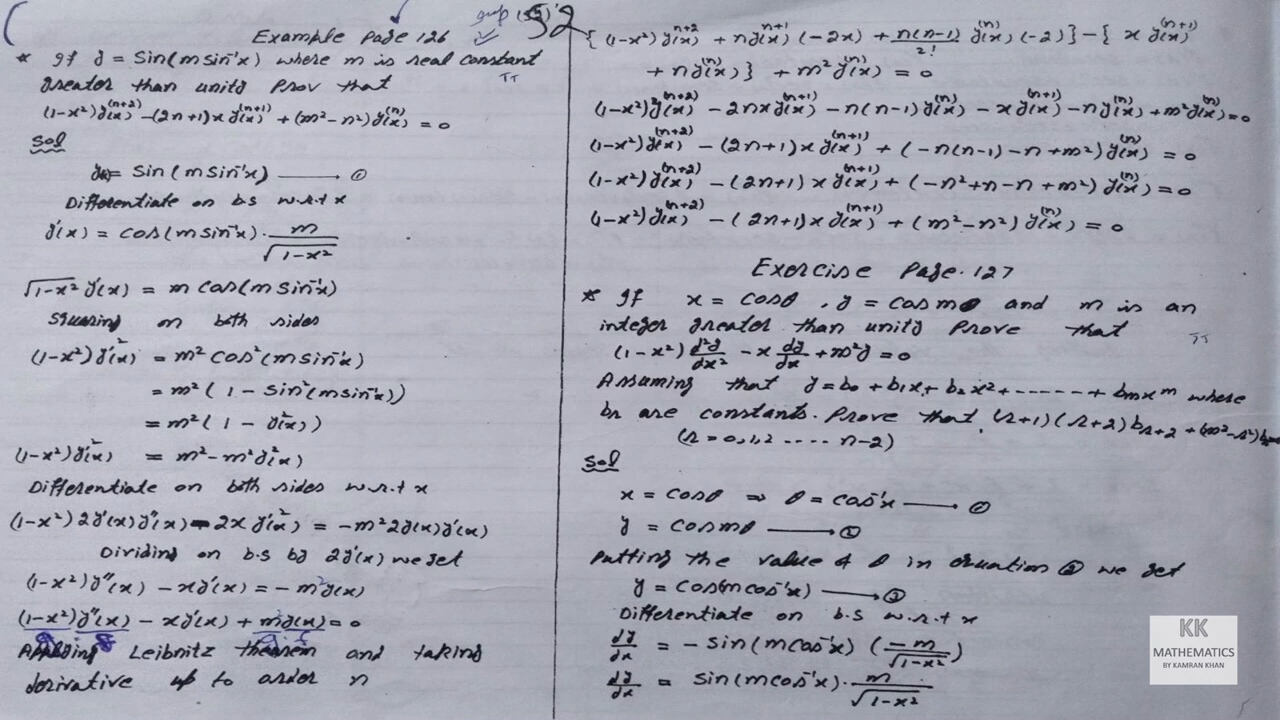 Example Page 126
* If y = Sin(m sin⁻¹x) where m is real constant
greater than unity Prov that
(1-x²)y(x)^(n+2) - (2n+1)x y(x)^(n+1) + (m²-n²)y(x)^(n) = 0
Sol
y(x) = Sin(m sin⁻¹x) ——— ①
Differentiate on b.s w.r.t x
y'(x) = cos(m sin⁻¹x) · m/√(1-x²)
√(1-x²) y'(x) = m cos(m sin⁻¹x)
Squaring on both sides
(1-x²)y'²(x) = m² cos²(m sin⁻¹x)
= m²(1 - Sin²(m sin⁻¹x))
= m²(1 - y²(x))
(1-x²)y'²(x) = m² - m²y²(x)
Differentiate on both sides w.r.t x
(1-x²)2y'(x)y''(x) - 2x y'²(x) = -m²2y(x)y'(x)
Dividing on b.s by 2y'(x) we get
(1-x²)y''(x) - xy'(x) = -m²y(x)
(1-x²)y''(x) - xy'(x) + m²y(x) = 0
Applying Leibnitz theorem and taking
derivative up to order n
52
{(1-x²)y(x)^(n+2) + ny(x)^(n+1)(-2x) + n(n-1)/2! y(x)^(n)(-2)} - {x y(x)^(n+1)
+ ny(x)^(n)} + m²y(x)^(n) = 0
(1-x²)y(x)^(n+2) - 2nxy(x)^(n+1) - n(n-1)y(x)^(n) - xy(x)^(n+1) - ny(x)^(n) + m²y(x)^(n) = 0
(1-x²)y(x)^(n+2) - (2n+1)xy(x)^(n+1) + (-n(n-1)-n+m²)y(x)^(n) = 0
(1-x²)y(x)^(n+2) - (2n+1)xy(x)^(n+1) + (-n²+n-n+m²)y(x)^(n) = 0
(1-x²)y(x)^(n+2) - (2n+1)xy(x)^(n+1) + (m²-n²)y(x)^(n) = 0
Exercise Page.127
* If x = cosθ, y = cos mθ and m is an
integer greater than unity Prove that
(1-x²)d²y/dx² - x dy/dx + m²y = 0
Assuming that y = b₀ + b₁x + b₂x² + ------ + bₘxᵐ where
br are constants. Prove that (r+1)(r+2)b_{r+2} + (m²-r²)b
(r = 0,1,2 ---- n-2)
Sol
x = cosθ ⇒ θ = cos⁻¹x ——— ①
y = cos mθ ——— ②
Putting the value of θ in equation ② we get
y = cos(m cos⁻¹x) ——— ③
Differentiate on b.s w.r.t x
dy/dx = -sin(m cos⁻¹x)(-m/√(1-x²))
dy/dx = sin(m cos⁻¹x) · m/√(1-x²)
KK
MATHEMATICS
BY KAMRAN KHAN